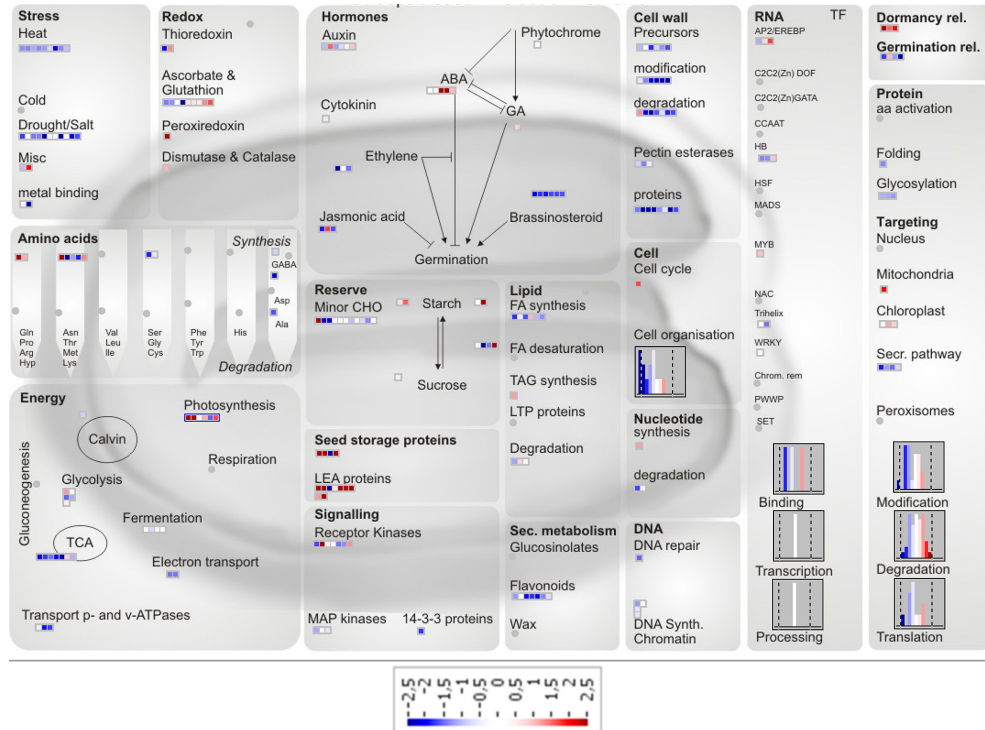 Stress
Heat
Cold
Drought/Salt
Misc
metal binding
Redox
Thioredoxin
Ascorbate &
Glutathion
Peroxiredoxin
Dismutase & Catalase
Hormones
Auxin
Phytochrome
ABA
Cytokinin
GA
Ethylene
Jasmonic acid
Brassinosteroid
Germination
Cell wall
Precursors
modification
degradation
Pectin esterases
proteins
Cell
Cell cycle
Cell organisation
Nucleotide
synthesis
degradation
DNA
DNA repair
DNA Synth.
Chromatin
RNA
TF
AP2/EREBP
C2C2(Zn) DOF
C2C2(Zn)GATA
CCAAT
HB
HSF
MADS
MYB
NAC
Trihelix
WRKY
Chrom. rem
PWWP
SET
Binding
Transcription
Processing
Dormancy rel.
Germination rel.
Protein
aa activation
Folding
Glycosylation
Targeting
Nucleus
Mitochondria
Chloroplast
Secr. pathway
Peroxisomes
Modification
Degradation
Translation
Amino acids
Synthesis
GABA
Asp
Ala
Gln
Pro
Arg
Hyp
Asn
Thr
Met
Lys
Val
Leu
Ile
Ser
Gly
Cys
Phe
Tyr
Trp
His
Degradation
Reserve
Minor CHO
Starch
Sucrose
Lipid
FA synthesis
FA desaturation
TAG synthesis
LTP proteins
Degradation
Energy
Photosynthesis
Calvin
Respiration
Gluconeogenesis
Glycolysis
Fermentation
TCA
Electron transport
Transport p- and v-ATPases
Seed storage proteins
LEA proteins
Signalling
Receptor Kinases
MAP kinases
14-3-3 proteins
Sec. metabolism
Glucosinolates
Flavonoids
Wax
-2,5
-2
-1,5
-1
-0,5
0
0,5
1
1,5
2
2,5